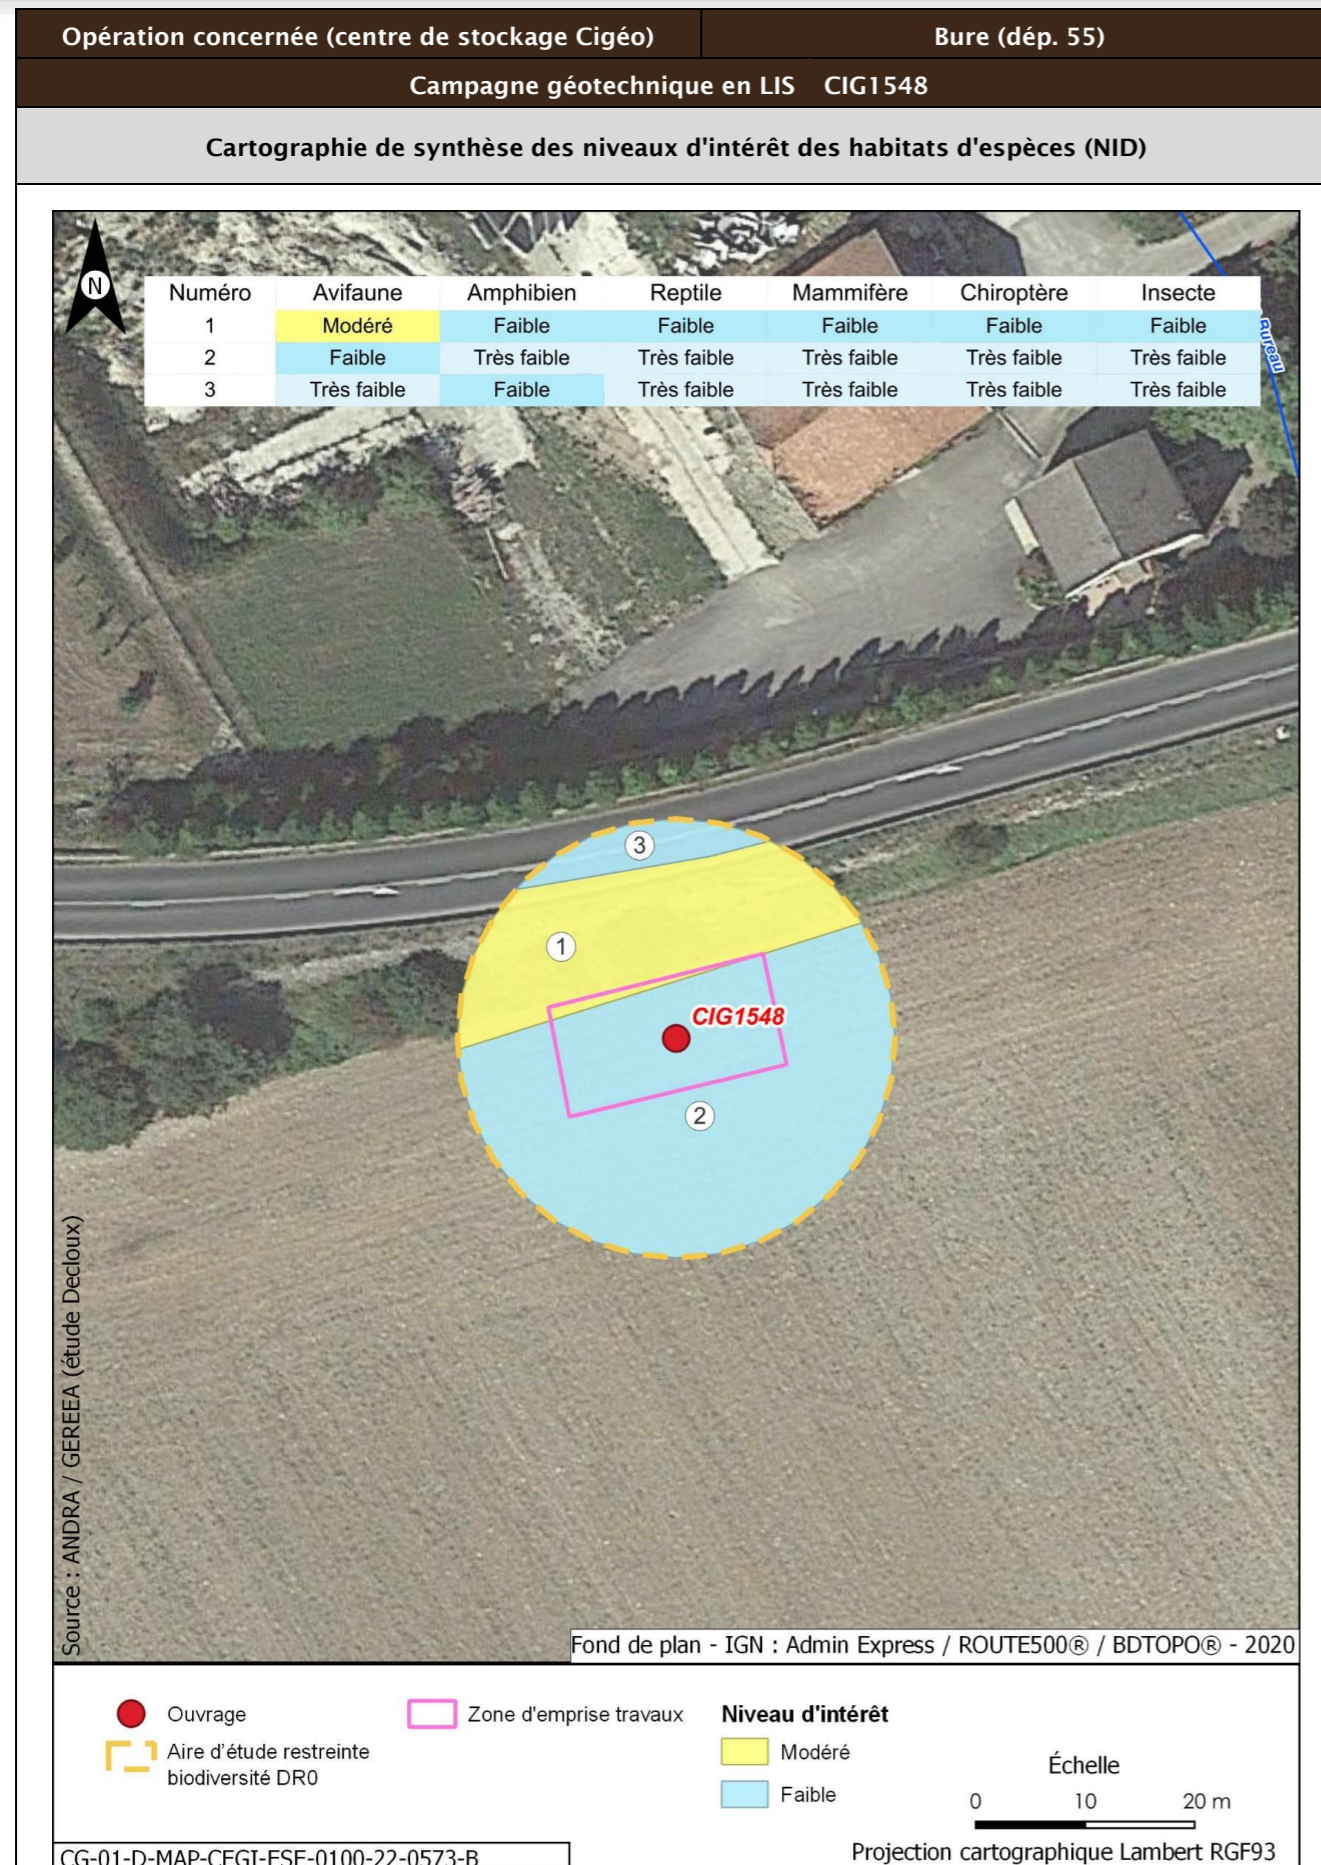 Opération concernée (centre de stockage Cigéo) Bure (dép. 55)
Campagne géotechnique en LIS CIG1548
Cartographie de synthèse des niveaux d'intérêt des habitats d'espèces (NID)
N
Numéro Avifaune Amphibien Reptile Mammifère Chiroptère Insecte
1 Modéré Faible Faible Faible Faible Faible
2 Faible Très faible Très faible Très faible Très faible Très faible
3 Très faible Faible Très faible Très faible Très faible Très faible
Bureau
3
1
CIG1548
2
Source : ANDRA / GEREEA (étude Decloux)
Fond de plan - IGN : Admin Express / ROUTE500® / BDTOPO® - 2020
Ouvrage
Aire d'étude restreinte
biodiversité DR0
Zone d'emprise travaux
Niveau d'intérêt
Modéré
Faible
Échelle
0 10 20 m
Projection cartographique Lambert RGF93
CG-01-D-MAP-CEGI-ESE-0100-22-0573-B